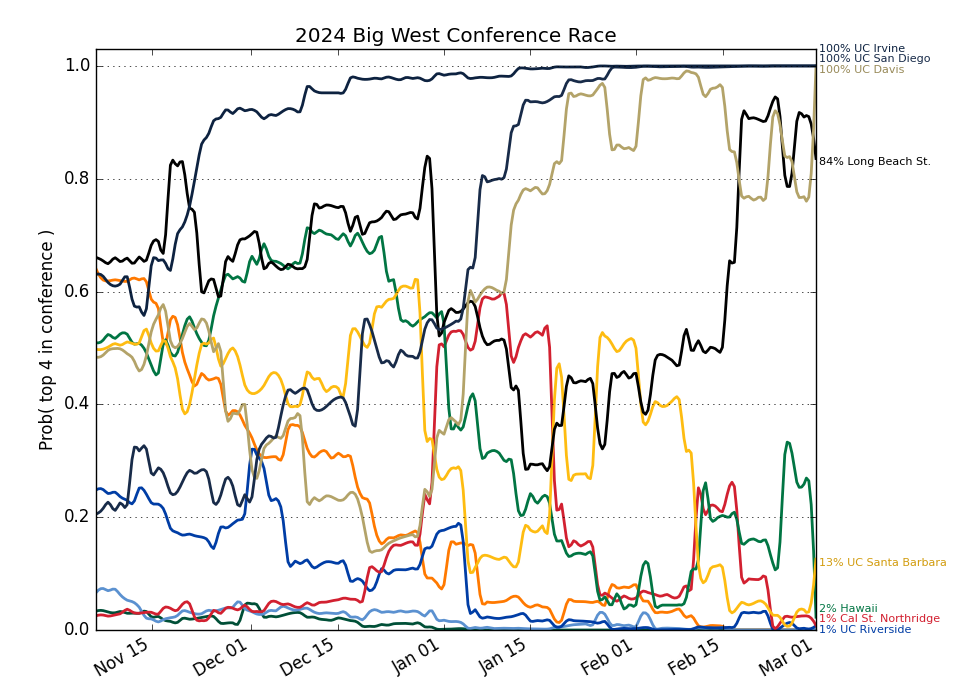 2024 Big West Conference Race
Prob( top 4 in conference )
1.0
0.8
0.6
0.4
0.2
0.0
Nov 15
Dec 01
Dec 15
Jan 01
Jan 15
Feb 01
Feb 15
Mar 01
100% UC Irvine
100% UC San Diego
100% UC Davis
84% Long Beach St.
13% UC Santa Barbara
2% Hawaii
1% Cal St. Northridge
1% UC Riverside